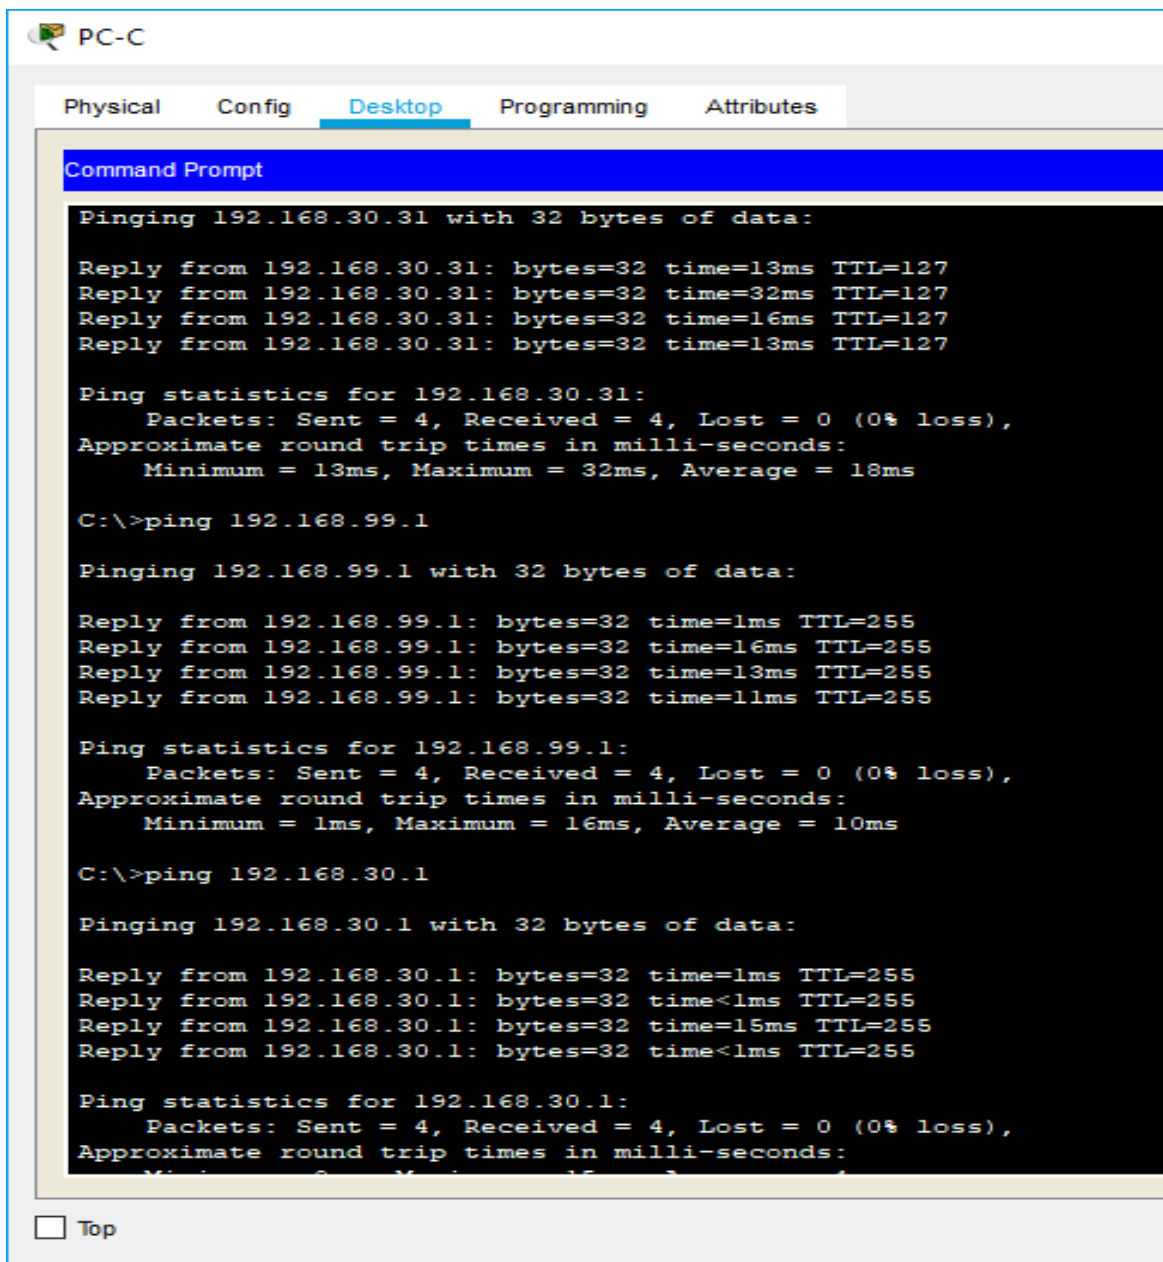 PC-C
Physical Config Desktop Programming Attributes
Command Prompt
Pinging 192.168.30.31 with 32 bytes of data:
Reply from 192.168.30.31: bytes=32 time=13ms TTL=127
Reply from 192.168.30.31: bytes=32 time=32ms TTL=127
Reply from 192.168.30.31: bytes=32 time=16ms TTL=127
Reply from 192.168.30.31: bytes=32 time=13ms TTL=127
Ping statistics for 192.168.30.31:
Packets: Sent = 4, Received = 4, Lost = 0 (0% loss),
Approximate round trip times in milli-seconds:
Minimum = 13ms, Maximum = 32ms, Average = 18ms
C:\>ping 192.168.99.1
Pinging 192.168.99.1 with 32 bytes of data:
Reply from 192.168.99.1: bytes=32 time=1ms TTL=255
Reply from 192.168.99.1: bytes=32 time=16ms TTL=255
Reply from 192.168.99.1: bytes=32 time=13ms TTL=255
Reply from 192.168.99.1: bytes=32 time=11ms TTL=255
Ping statistics for 192.168.99.1:
Packets: Sent = 4, Received = 4, Lost = 0 (0% loss),
Approximate round trip times in milli-seconds:
Minimum = 1ms, Maximum = 16ms, Average = 10ms
C:\>ping 192.168.30.1
Pinging 192.168.30.1 with 32 bytes of data:
Reply from 192.168.30.1: bytes=32 time=1ms TTL=255
Reply from 192.168.30.1: bytes=32 time<1ms TTL=255
Reply from 192.168.30.1: bytes=32 time=15ms TTL=255
Reply from 192.168.30.1: bytes=32 time<1ms TTL=255
Ping statistics for 192.168.30.1:
Packets: Sent = 4, Received = 4, Lost = 0 (0% loss),
Approximate round trip times in milli-seconds:
Top